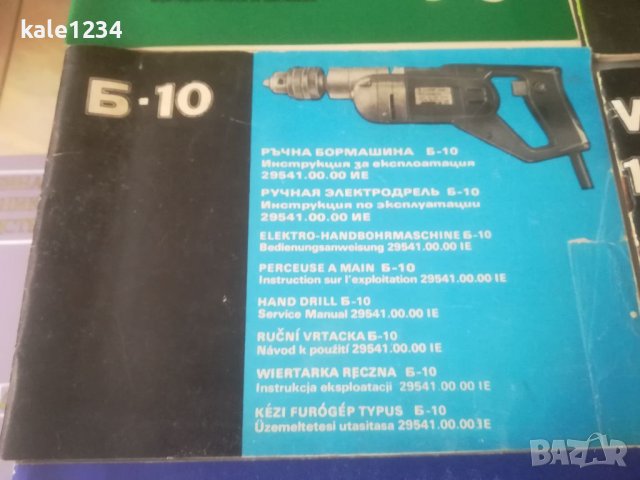 kale1234
Б-10
РЪЧНА БОРМАШИНА Б-10
Инструкция за експлоатация
29541.00.00 ИЕ
РУЧНАЯ ЭЛЕКТРОДРЕЛЬ Б-10
Инструкция по эксплуатации
29541.00.00 ИЕ
ELEKTRO-HANDBOHRMASCHINE Б-10
Bedienungsanweisung 29541.00.00 IE
PERCEUSE A MAIN Б-10
Instruction sur l'exploitation 29541.00.00 IE
HAND DRILL Б-10
Service Manual 29541.00.00 IE
RUČNÍ VRTACKA Б-10
Návod k použití 29541.00.00 IE
WIERTARKA RĘCZNA Б-10
Instrukcja eksploatacji 29541.00.00 IE
KÉZI FURÓGÉP TYPUS Б-10
Üzemeltetesi utasitasa 29541.00.00 IE
V
1
BAZAR
bg